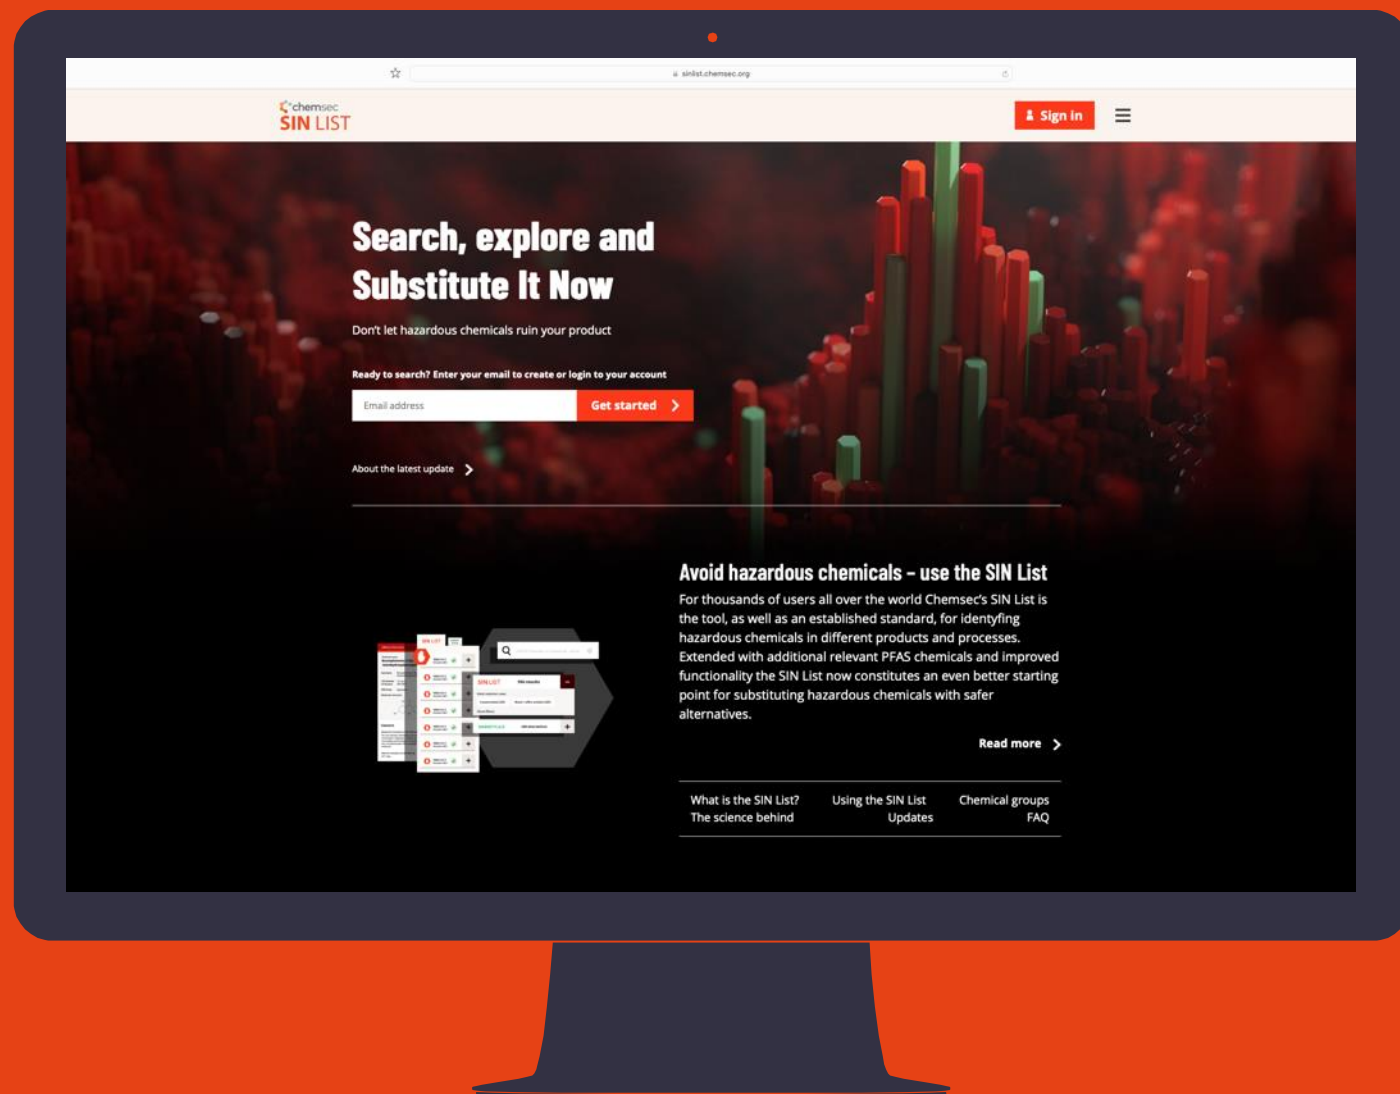 sinlist.chemsec.org
chemsec
SIN LIST
Sign in
Search, explore and
Substitute It Now
Don't let hazardous chemicals ruin your product
Ready to search? Enter your email to create or login to your account
Email address
Get started
About the latest update
Avoid hazardous chemicals – use the SIN List
For thousands of users all over the world Chemsec's SIN List is
the tool, as well as an established standard, for identyfing
hazardous chemicals in different products and processes.
Extended with additional relevant PFAS chemicals and improved
functionality the SIN List now constitutes an even better starting
point for substituting hazardous chemicals with safer
alternatives.
Read more
SIN LIST
SIN LIST
What is the SIN List? Using the SIN List Chemical groups
The science behind Updates FAQ